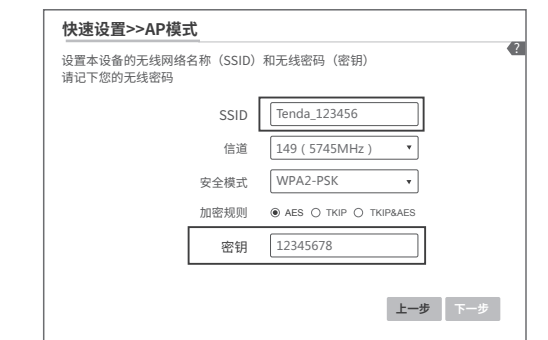 快速设置>>AP模式
?
设置本设备的无线网络名称（SSID）和无线密码（密钥）
请记下您的无线密码
SSID Tenda_123456
信道 149 ( 5745MHz )
安全模式 WPA2-PSK
加密规则 AES TKIP TKIP&AES
密钥 12345678
上一步 下一步